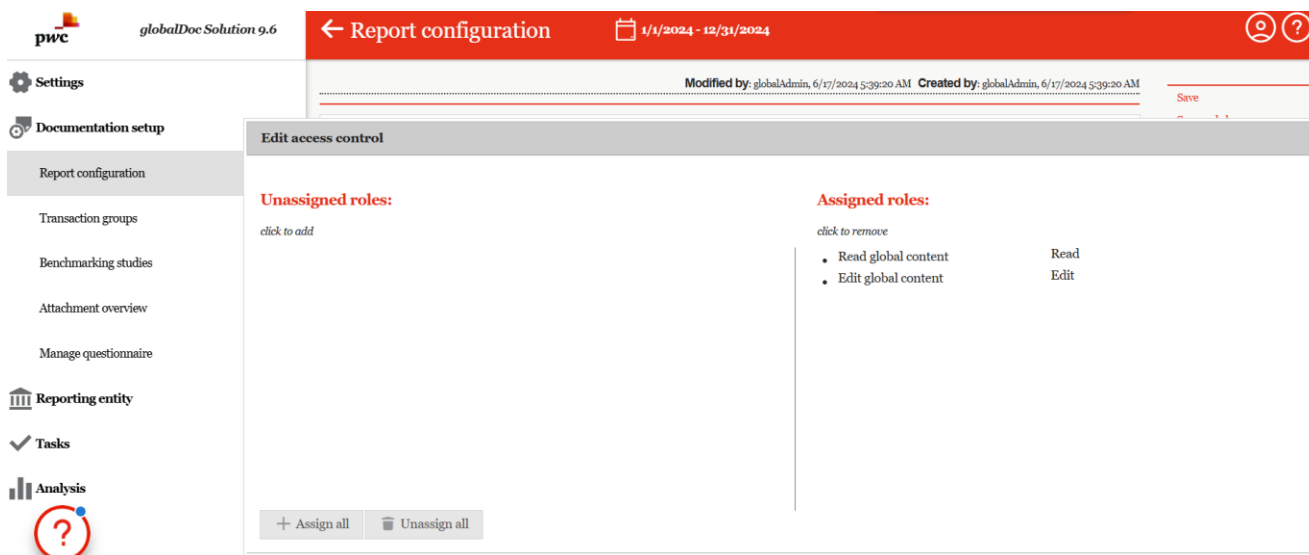 pwc
globalDoc Solution 9.6
← Report configuration
1/1/2024 - 12/31/2024
?
Settings
Modified by: globalAdmin, 6/17/2024 5:39:20 AM Created by: globalAdmin, 6/17/2024 5:39:20 AM
Save
Documentation setup
Edit access control
Report configuration
Unassigned roles:
Assigned roles:
Transaction groups
click to add
click to remove
• Read global content Read
Benchmarking studies
• Edit global content Edit
Attachment overview
Manage questionnaire
Reporting entity
Tasks
Analysis
?
+ Assign all
Unassign all